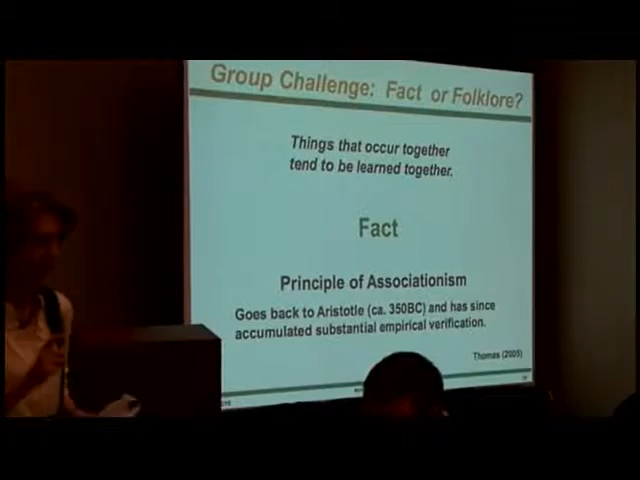 Group Challenge: Fact or Folklore?
Things that occur together
tend to be learned together.
Fact
Principle of Associationism
Goes back to Aristotle (ca. 350BC) and has since
accumulated substantial empirical verification.
Thomas (2005)